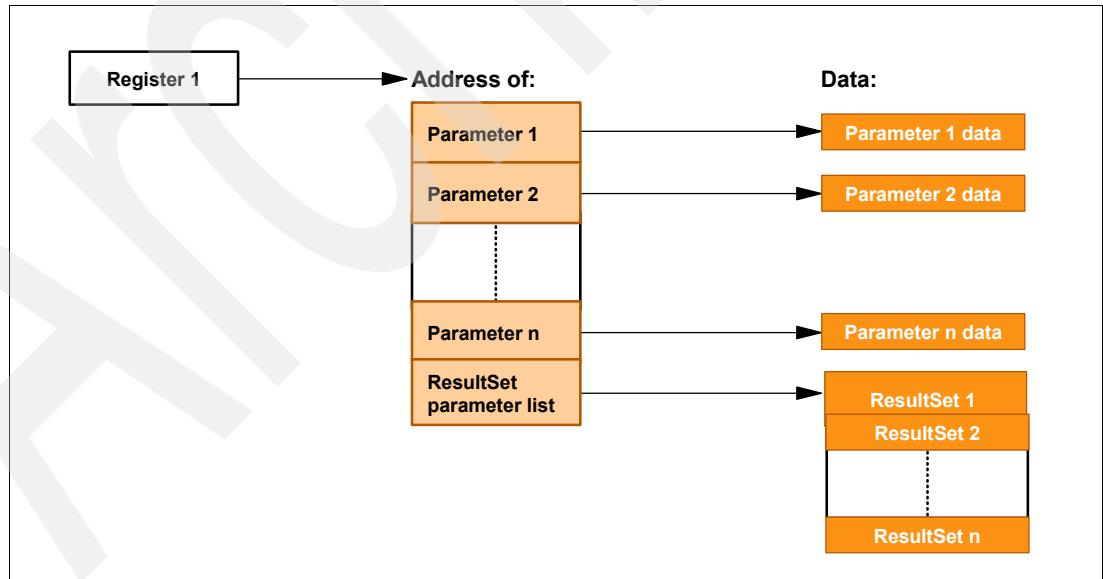 Register 1
Address of:
Data:
Parameter 1
Parameter 1 data
Parameter 2
Parameter 2 data
Parameter n
Parameter n data
ResultSet
parameter list
ResultSet 1
ResultSet 2
ResultSet n